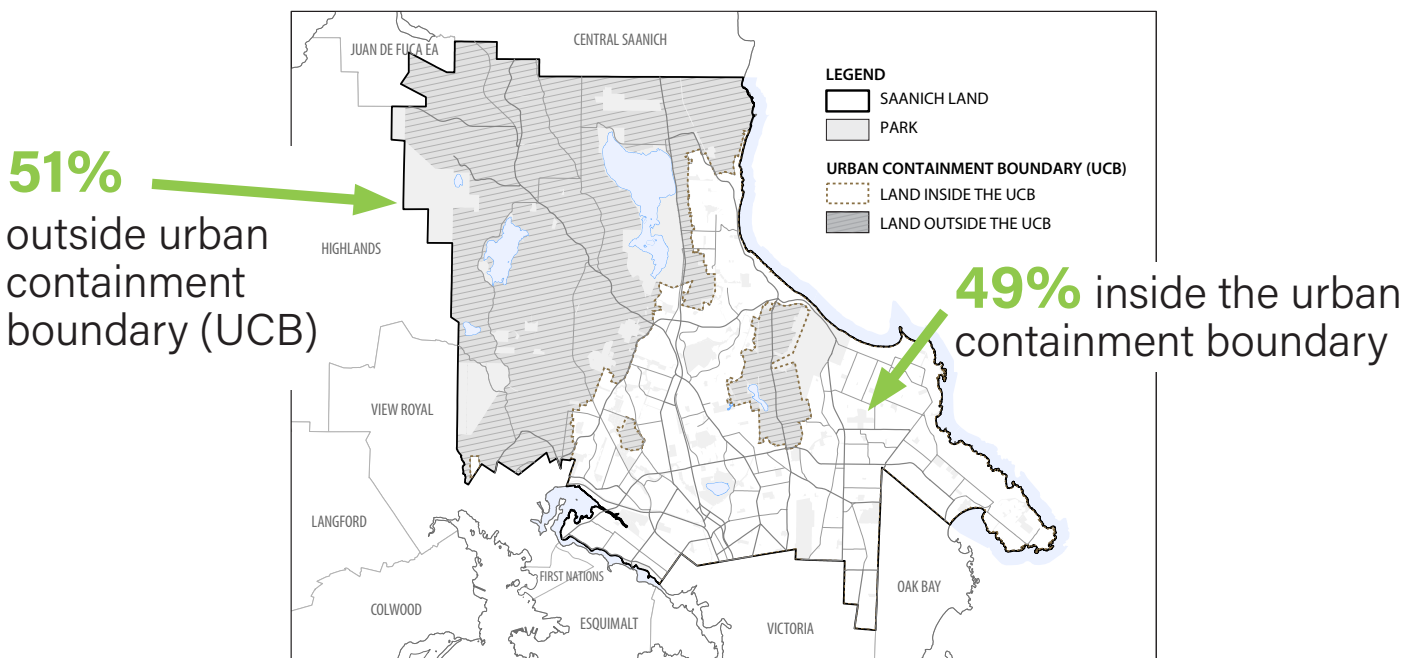 JUAN DE FUCA EA
CENTRAL SAANICH
LEGEND
SAANICH LAND
PARK
URBAN CONTAINMENT BOUNDARY (UCB)
LAND INSIDE THE UCB
LAND OUTSIDE THE UCB
51%
outside urban
containment
boundary (UCB)
HIGHLANDS
49% inside the urban
containment boundary
VIEW ROYAL
LANGFORD
FIRST NATIONS
COLWOOD
ESQUIMALT
VICTORIA
OAK BAY